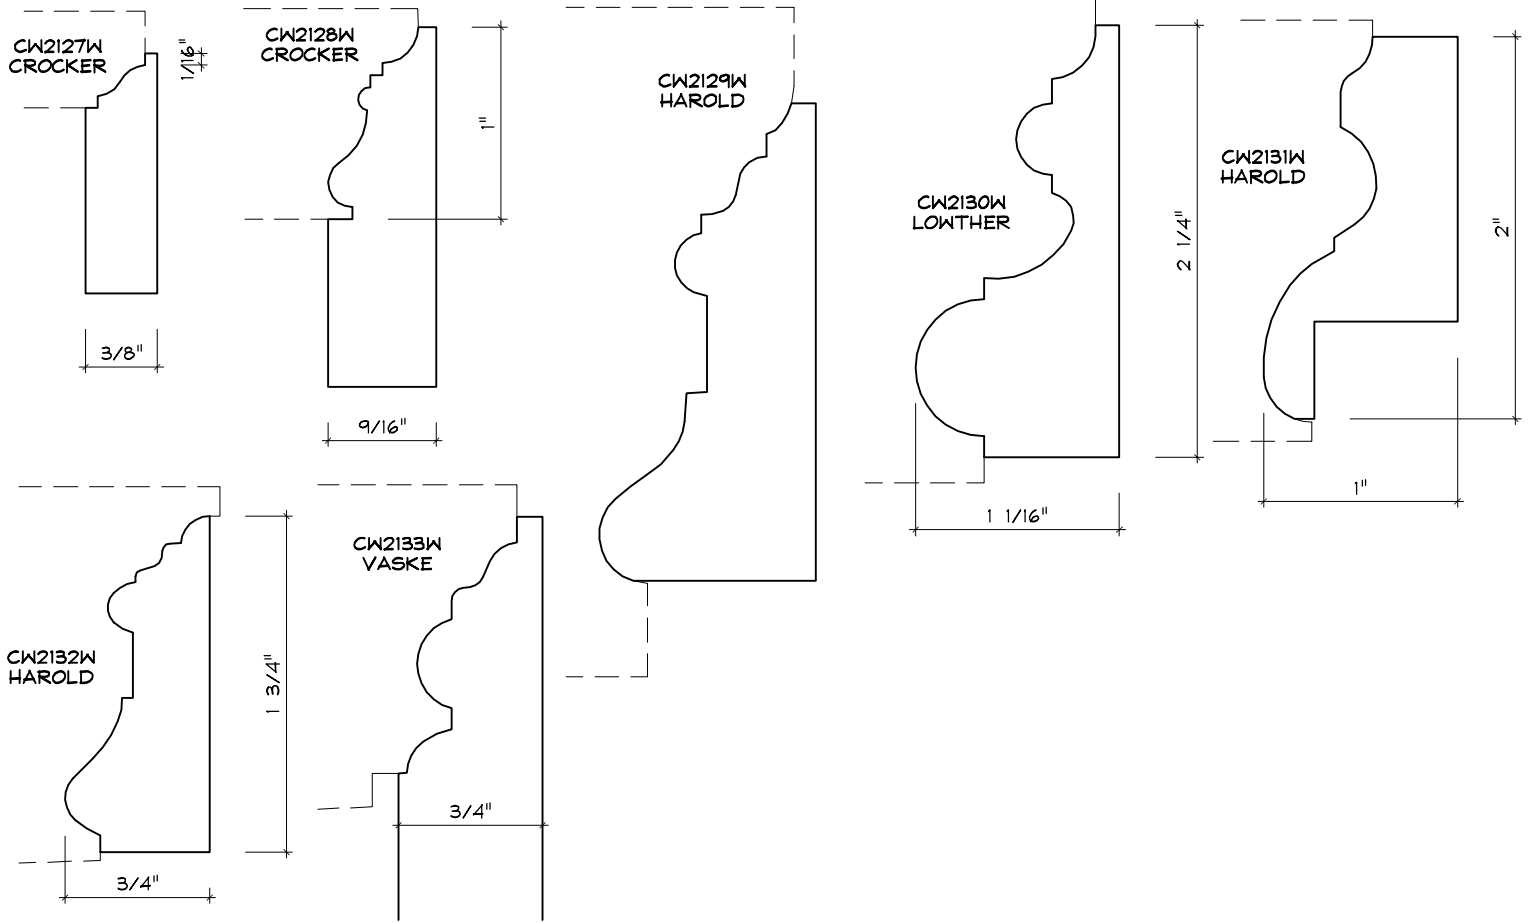 CW2127W
CROCKER
1/16"
3/8"
CW2128W
CROCKER
1"
9/16"
CW2129W
HAROLD
CW2130W
LOWTHER
2 1/4"
1 1/16"
CW2131W
HAROLD
2"
1"
CW2132W
HAROLD
1 3/4"
3/4"
CW2133W
VASKE
3/4"